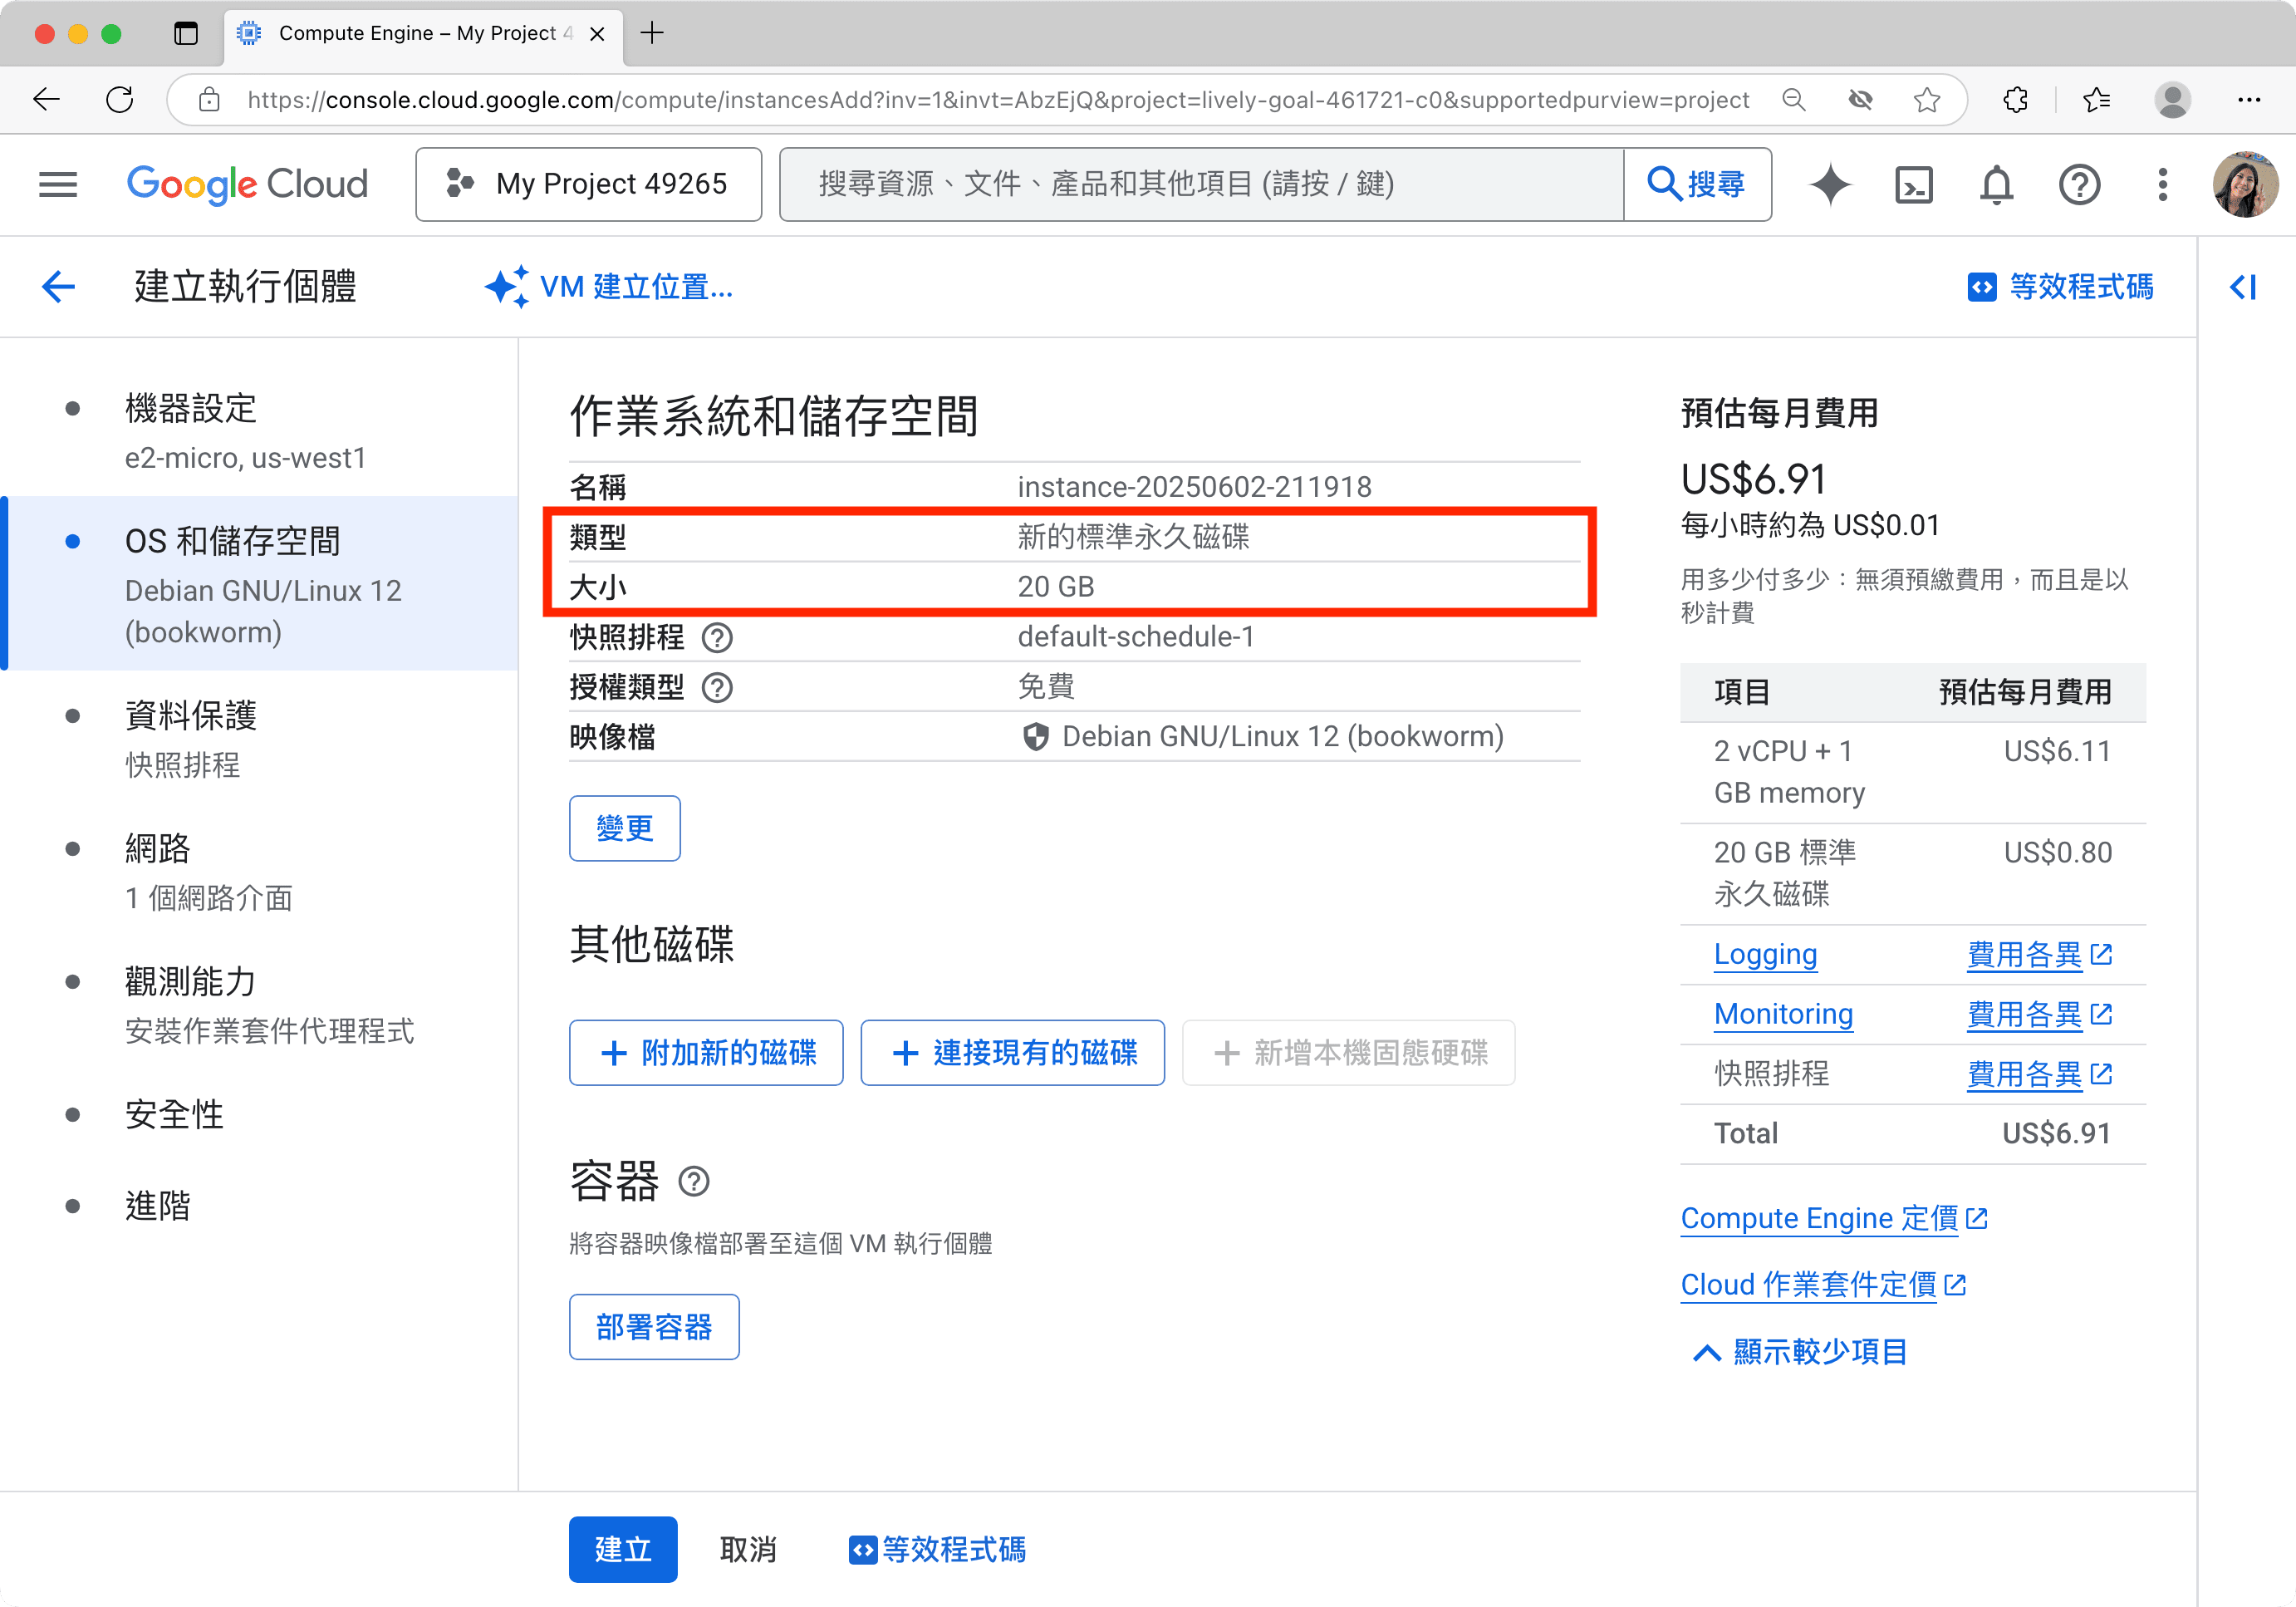 Compute Engine – My Project 4
https://console.cloud.google.com/compute/instancesAdd?inv=1&invt=AbzEjQ&project=lively-goal-461721-c0&supportedpurview=project
Google Cloud
My Project 49265
搜尋資源、文件、產品和其他項目 (請按 / 鍵)
搜尋
建立執行個體
VM 建立位置...
等效程式碼
機器設定
e2-micro, us-west1
OS 和儲存空間
Debian GNU/Linux 12
(bookworm)
資料保護
快照排程
網路
1 個網路介面
觀測能力
安裝作業套件代理程式
安全性
進階
作業系統和儲存空間
名稱 instance-20250602-211918
類型 新的標準永久磁碟
大小 20 GB
快照排程 default-schedule-1
授權類型 免費
映像檔 Debian GNU/Linux 12 (bookworm)
變更
其他磁碟
+ 附加新的磁碟
+ 連接現有的磁碟
+ 新增本機固態硬碟
容器
將容器映像檔部署至這個 VM 執行個體
部署容器
預估每月費用
US$6.91
每小時約為 US$0.01
用多少付多少：無須預繳費用，而且是以
秒計費
項目 預估每月費用
2 vCPU + 1 US$6.11
GB memory
20 GB 標準 US$0.80
永久磁碟
Logging 費用各異
Monitoring 費用各異
快照排程 費用各異
Total US$6.91
Compute Engine 定價
Cloud 作業套件定價
顯示較少項目
建立
取消
等效程式碼